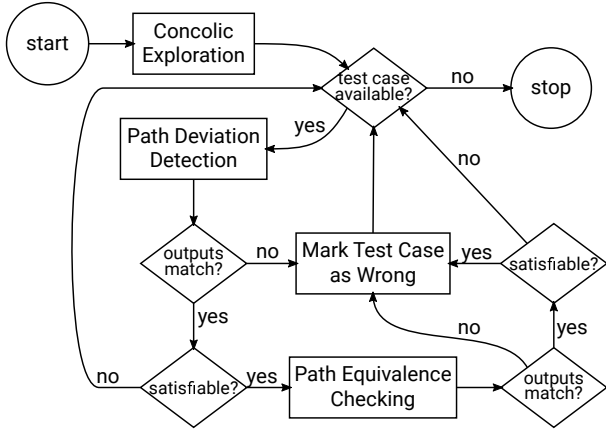 start
Concolic
Exploration
test case
available?
no
stop
yes
Path Deviation
Detection
no
outputs
match?
no
Mark Test Case
as Wrong
yes
satisfiable?
yes
no
yes
no
satisfiable?
yes
Path Equivalence
Checking
outputs
match?